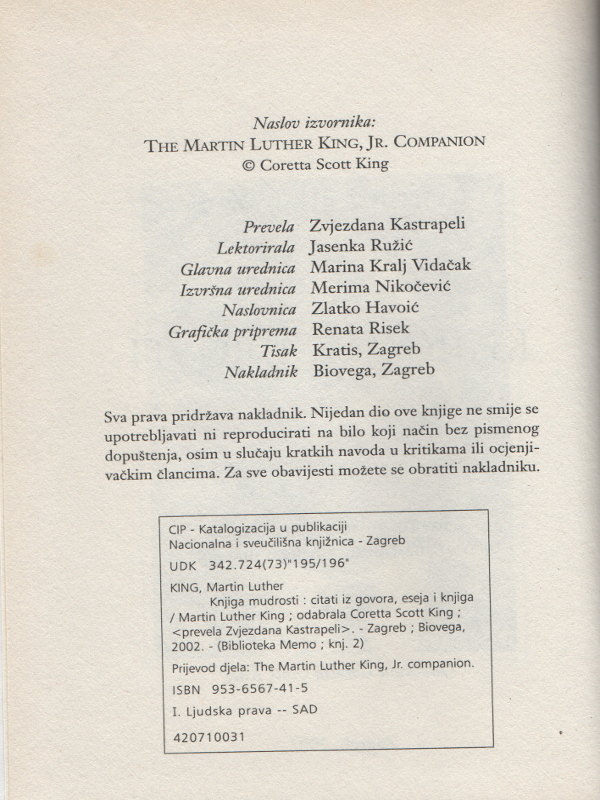 Naslov izvornika:
THE MARTIN LUTHER KING, JR. COMPANION
© Coretta Scott King
Prevela Zvjezdana Kastrapeli
Lektorirala Jasenka Ružić
Glavna urednica Marina Kralj Vidačak
Izvršna urednica Merima Nikočević
Naslovnica Zlatko Havoić
Grafička priprema Renata Risek
Tisak Kratis, Zagreb
Nakladnik Biovega, Zagreb
Sva prava pridržava nakladnik. Nijedan dio ove knjige ne smije se
upotrebljavati ni reproducirati na bilo koji način bez pismenog
dopuštenja, osim u slučaju kratkih navoda u kritikama ili ocjenji-
vačkim člancima. Za sve obavijesti možete se obratiti nakladniku.
CIP - Katalogizacija u publikaciji
Nacionalna i sveučilišna knjižnica - Zagreb
UDK 342.724(73)"195/196"
KING, Martin Luther
Knjiga mudrosti : citati iz govora, eseja i knjiga
/ Martin Luther King ; odabrala Coretta Scott King ;
<prevela Zvjezdana Kastrapeli>. - Zagreb ; Biovega,
2002. - (Biblioteka Memo ; knj. 2)
Prijevod djela: The Martin Luther King, Jr. companion.
ISBN 953-6567-41-5
I. Ljudska prava -- SAD
420710031